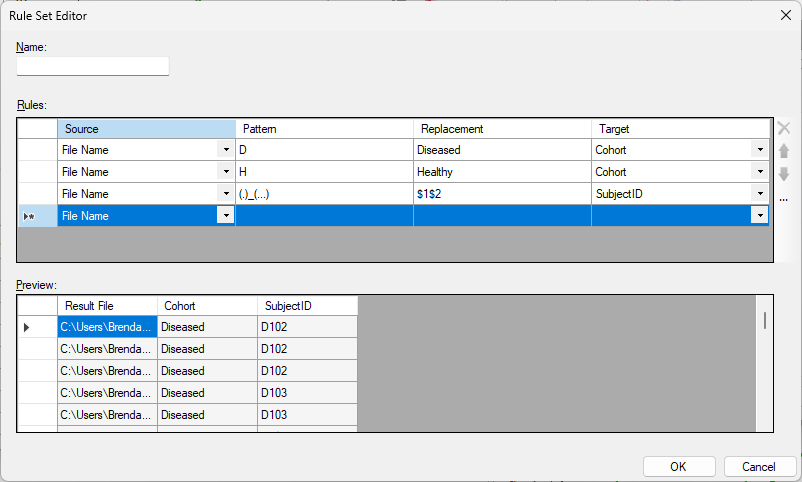 Rule Set Editor
Name:
Rules:
Source Pattern Replacement Target
File Name D Diseased Cohort
File Name H Healthy Cohort
File Name (.)_(...) $1$2 SubjectID
File Name
...
Preview:
Result File Cohort SubjectID
C:\Users\Brenda... Diseased D102
C:\Users\Brenda... Diseased D102
C:\Users\Brenda... Diseased D102
C:\Users\Brenda... Diseased D103
C:\Users\Brenda... Diseased D103
OK Cancel